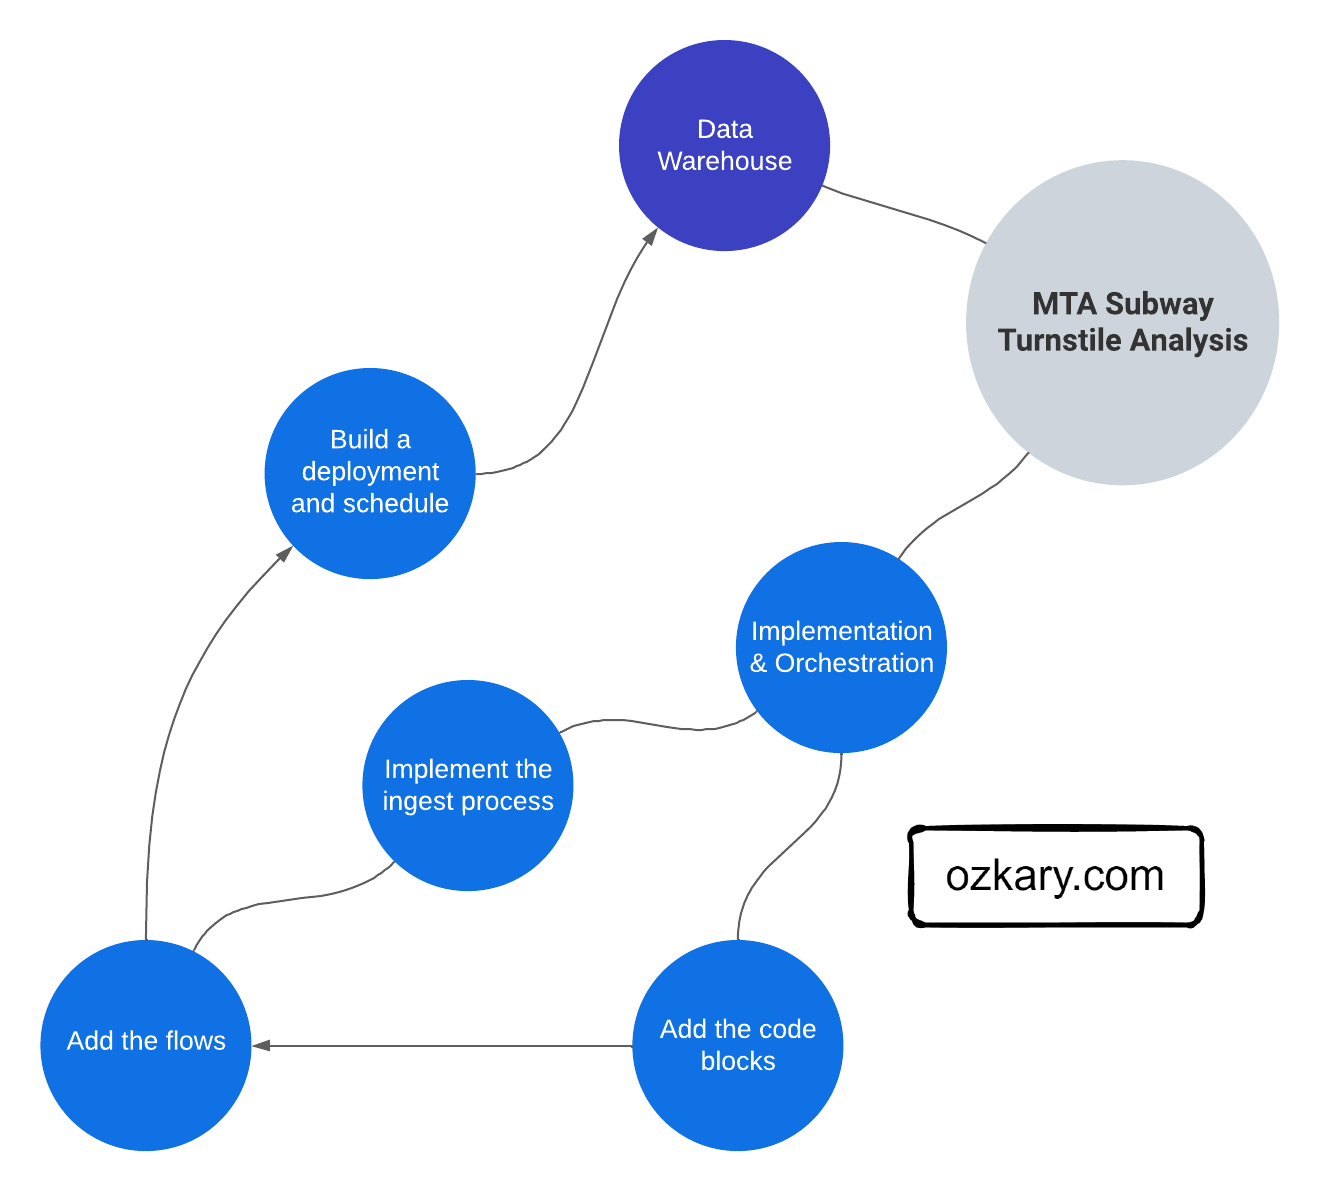 Data
Warehouse
MTA Subway
Turnstile Analysis
Build a
deployment
and schedule
Implementation
& Orchestration
Implement the
ingest process
ozkary.com
Add the flows
Add the code
blocks